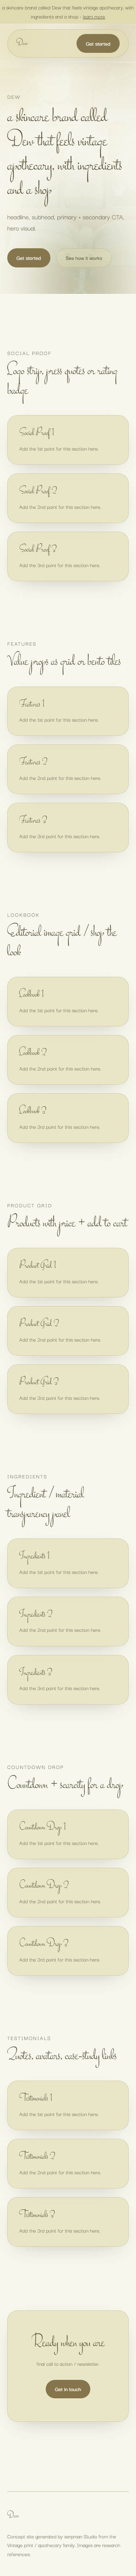 a skincare brand called Dew that feels vintage apothecary, with
ingredients and a shop - learn more
Dew
Get started
DEW
a skincare brand called
Dew that feels vintage
apothecary, with ingredients
and a shop
headline, subhead, primary + secondary CTA,
hero visual.
Get started
See how it works
SOCIAL PROOF
Logo strip, press quotes or rating
badge
Social Proof 1
Add the 1st point for this section here.
Social Proof 2
Add the 2nd point for this section here.
Social Proof 3
Add the 3rd point for this section here.
FEATURES
Value props as grid or bento tiles
Features 1
Add the 1st point for this section here.
Features 2
Add the 2nd point for this section here.
Features 3
Add the 3rd point for this section here.
LOOKBOOK
Editorial image grid / shop the
look
Lookbook 1
Add the 1st point for this section here.
Lookbook 2
Add the 2nd point for this section here.
Lookbook 3
Add the 3rd point for this section here.
PRODUCT GRID
Products with price + add to cart
Product Grid 1
Add the 1st point for this section here.
Product Grid 2
Add the 2nd point for this section here.
Product Grid 3
Add the 3rd point for this section here.
INGREDIENTS
Ingredient / material
transparency panel
Ingredients 1
Add the 1st point for this section here.
Ingredients 2
Add the 2nd point for this section here.
Ingredients 3
Add the 3rd point for this section here.
COUNTDOWN DROP
Countdown + scarcity for a drop
Countdown Drop 1
Add the 1st point for this section here.
Countdown Drop 2
Add the 2nd point for this section here.
Countdown Drop 3
Add the 3rd point for this section here.
TESTIMONIALS
Quotes, avatars, case-study links
Testimonials 1
Add the 1st point for this section here.
Testimonials 2
Add the 2nd point for this section here.
Testimonials 3
Add the 3rd point for this section here.
Ready when you are
final call to action / newsletter.
Get in touch
Dew
Concept site generated by
Studio from the
Vintage print / apothecary family. Images are research
references.